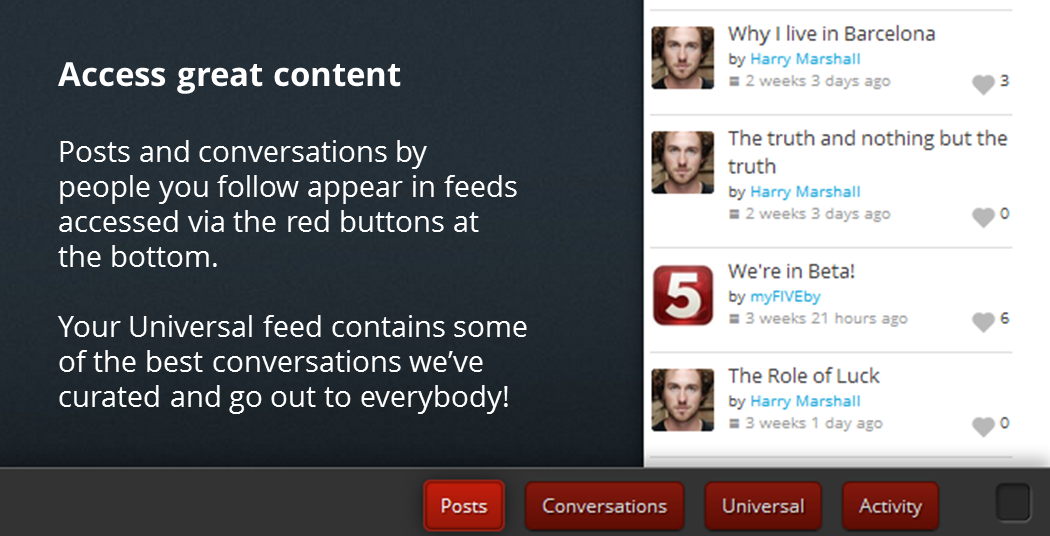 Access great content
Posts and conversations by
people you follow appear in feeds
accessed via the red buttons at
the bottom.
Your Universal feed contains some
of the best conversations we’ve
curated and go out to everybody!
Why I live in Barcelona
by Harry Marshall
2 weeks 3 days ago
3
The truth and nothing but the
truth
by Harry Marshall
2 weeks 3 days ago
0
5
We're in Beta!
by myFIVEby
3 weeks 21 hours ago
6
The Role of Luck
by Harry Marshall
3 weeks 1 day ago
0
Posts
Conversations
Universal
Activity